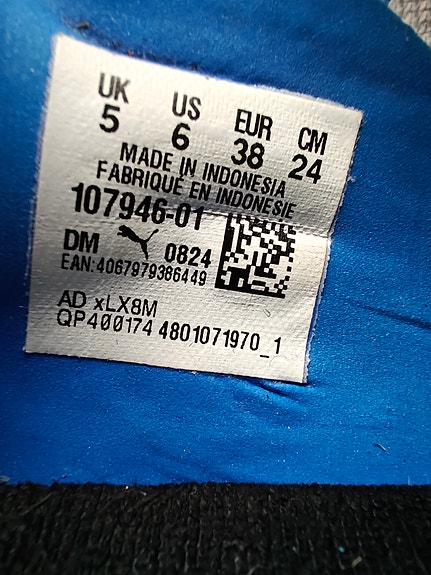 UK US EUR CM
5 6 38 24
MADE IN INDONESIA
FABRIQUÉ EN INDONESIE
107946-01
DM 0824
EAN:4067979386449
AD xLX8M
QP400174 4801071970_1